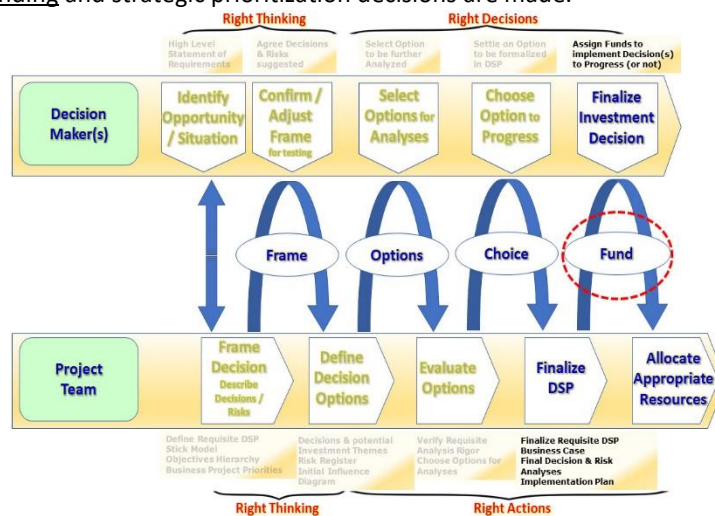 nding and strategic prioritization decisions are made.
Right Thinking
Right Decisions
High Level
Statement of
Requirements
Agree Decisions
& Risks
suggested
Select Option
to be further
Analyzed
Settle on Option
to be formalized
in DSP
Assign Funds to
implement Decision(s)
to Progress (or not)
Decision
Maker(s)
Identify
Opportunity
/ Situation
Confirm /
Adjust
Frame
for testing
Select
Options for
Analyses
Choose
Option to
Progress
Finalize
Investment
Decision
Frame
Options
Choice
Fund
Project
Team
Frame
Decision
Describe
Decisions /
Risks
Define
Decision
Options
Evaluate
Options
Finalize
DSP
Allocate
Appropriate
Resources
Define Requisite DSP
Stick Model
Objectives Hierarchy
Business Project Priorities
Decisions & potential
Investment Themes
Risk Register
Initial Influence
Diagram
Verify Requisite
Analysis Rigor
Choose Options for
Analyses
Finalize Requisite DSP
Business Case
Final Decision & Risk
Analyses
Implementation Plan
Right Thinking
Right Actions